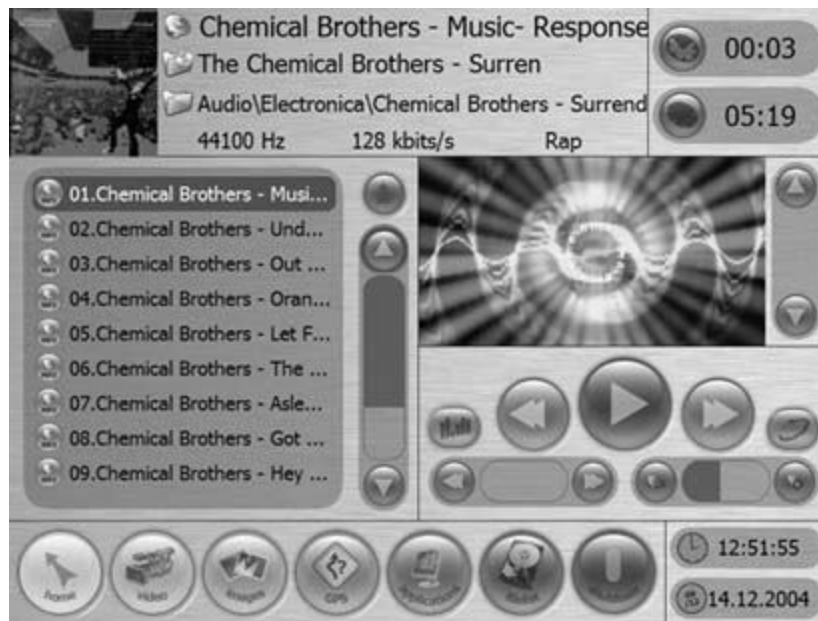 Chemical Brothers - Music- Response
The Chemical Brothers - Surren
Audio\Electronica\Chemical Brothers - Surrend
44100 Hz 128 kbits/s Rap
00:03
05:19
01.Chemical Brothers - Musi...
02.Chemical Brothers - Und...
03.Chemical Brothers - Out ...
04.Chemical Brothers - Oran...
05.Chemical Brothers - Let F...
06.Chemical Brothers - The ...
07.Chemical Brothers - Asle...
08.Chemical Brothers - Got ...
09.Chemical Brothers - Hey ...
home
video
images
GPS
Applications
12:51:55
14.12.2004